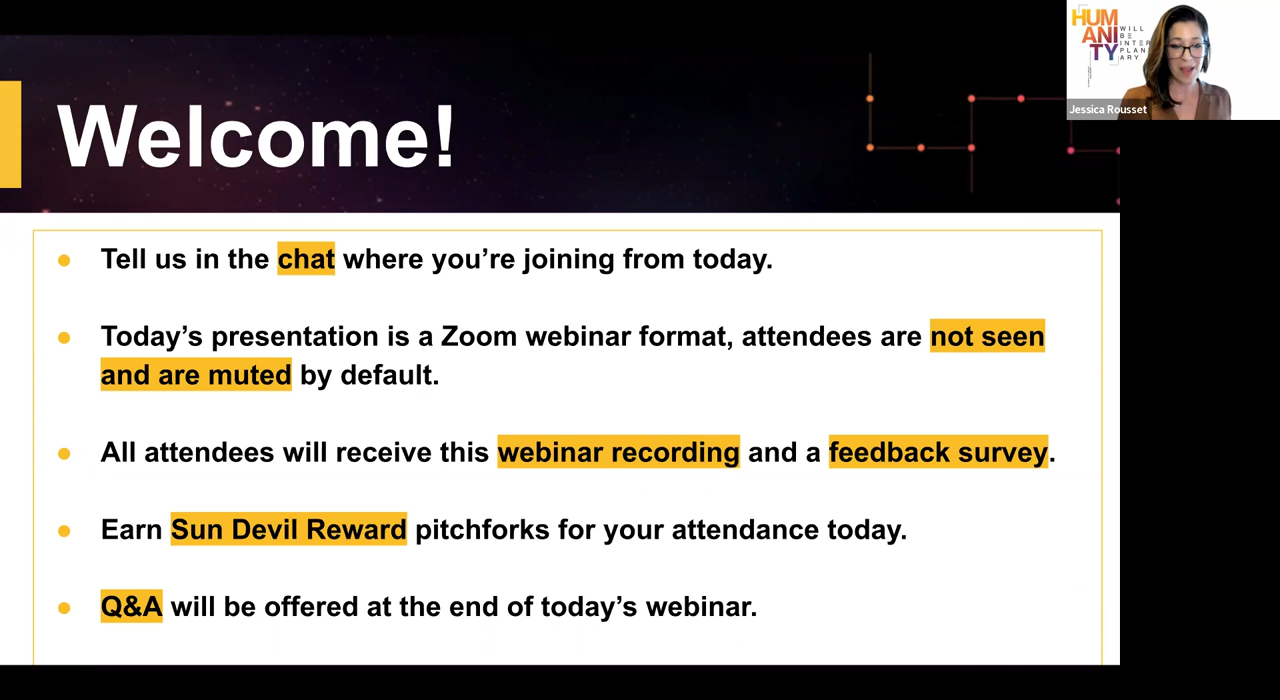 HUM
ANI
TY
WILL
BE
INTER
PLAN
ARY
Jessica Rousset
Welcome!
Tell us in the chat where you’re joining from today.
Today’s presentation is a Zoom webinar format, attendees are not seen
and are muted by default.
All attendees will receive this webinar recording and a feedback survey.
Earn Sun Devil Reward pitchforks for your attendance today.
Q&A will be offered at the end of today’s webinar.